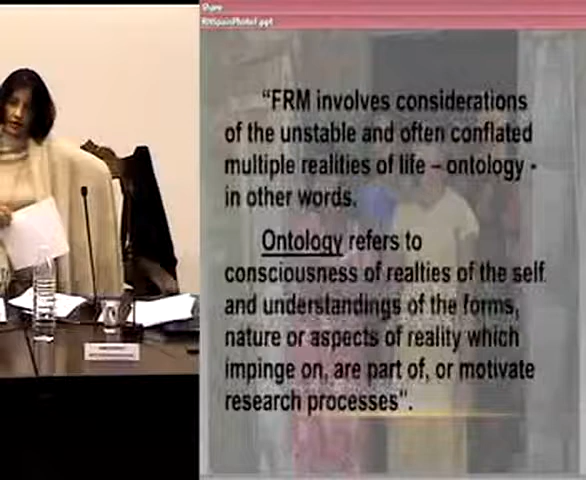 Share
“FRM involves considerations
of the unstable and often conflated
multiple realities of life – ontology -
in other words.
Ontology refers to
consciousness of realties of the self
and understandings of the forms,
nature or aspects of reality which
impinge on, are part of, or motivate
research processes”.